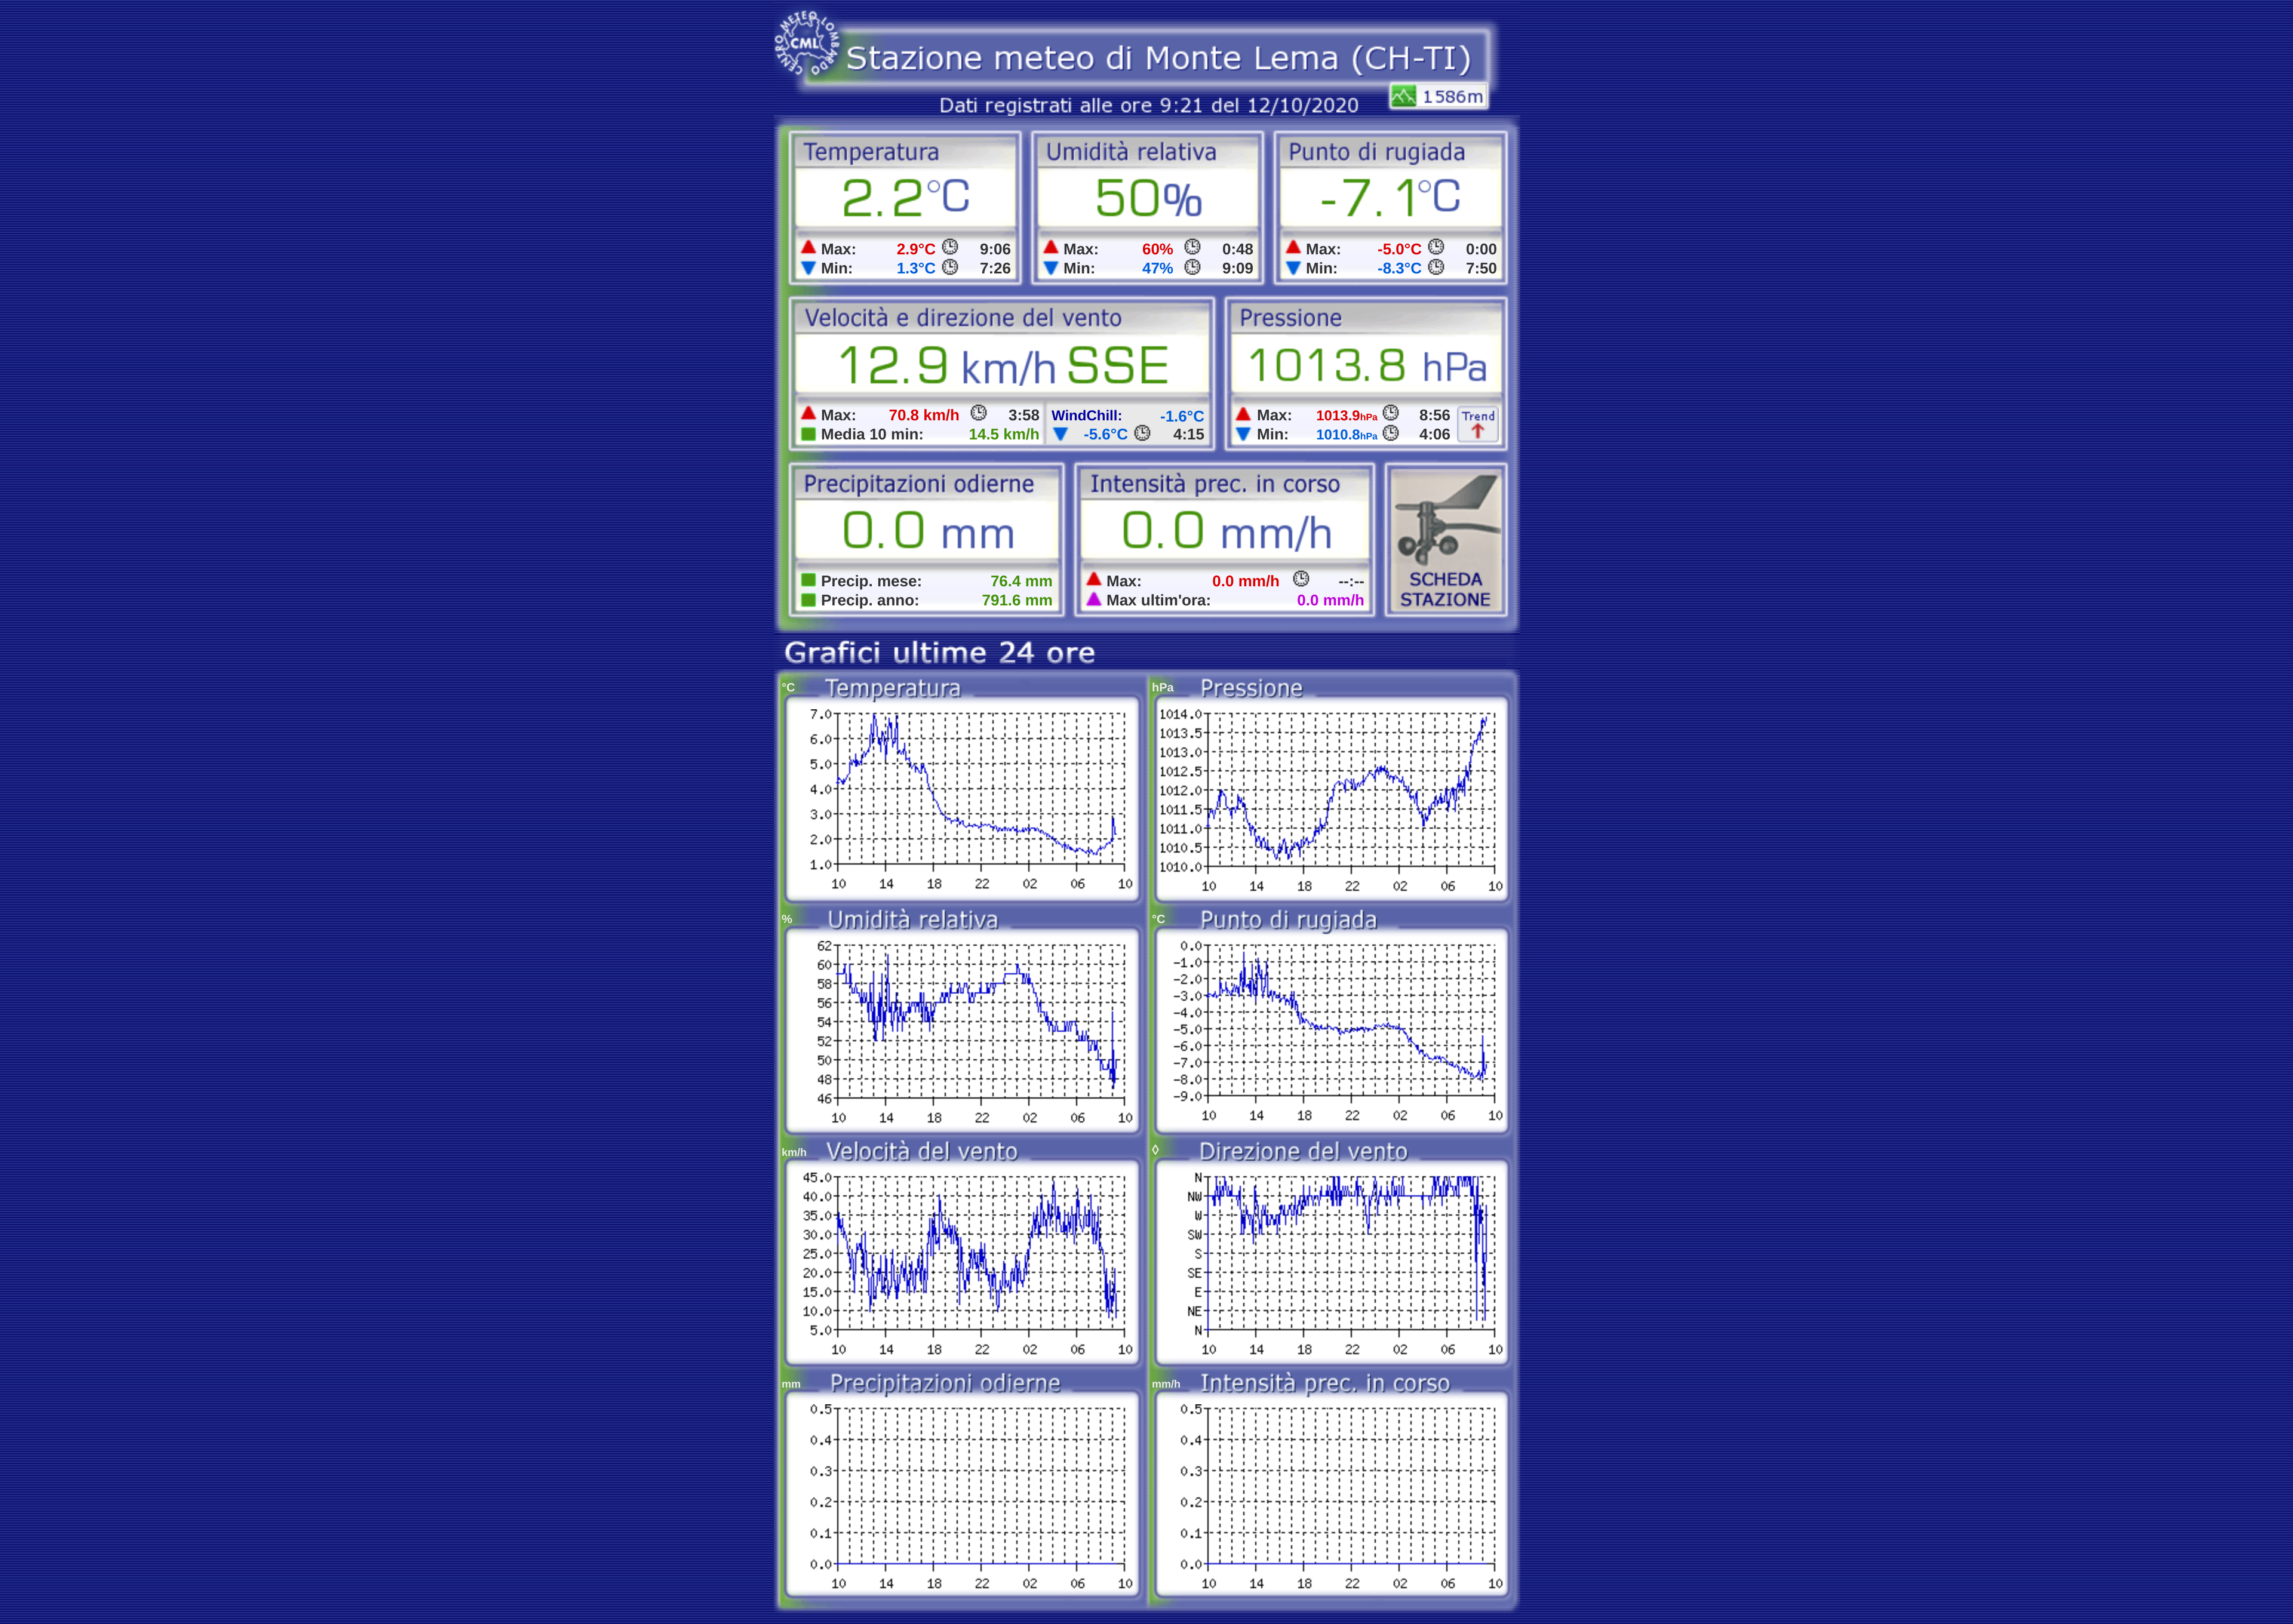 CENTRO METEO LOMBARDO
CML
Stazione meteo di Monte Lema (CH-TI)
1586m
Dati registrati alle ore 9:21 del 12/10/2020
Temperatura
2.2°C
Max: 2.9°C 9:06
Min: 1.3°C 7:26
Umidità relativa
50%
Max: 60% 0:48
Min: 47% 9:09
Punto di rugiada
-7.1°C
Max: -5.0°C 0:00
Min: -8.3°C 7:50
Velocità e direzione del vento
12.9 km/h SSE
Max: 70.8 km/h 3:58
Media 10 min: 14.5 km/h
WindChill: -1.6°C
-5.6°C 4:15
Pressione
1013.8 hPa
Max: 1013.9hPa 8:56
Min: 1010.8hPa 4:06
Trend
Precipitazioni odierne
0.0 mm
Precip. mese: 76.4 mm
Precip. anno: 791.6 mm
Intensità prec. in corso
0.0 mm/h
Max: 0.0 mm/h --:--
Max ultim'ora: 0.0 mm/h
SCHEDA
STAZIONE
Grafici ultime 24 ore
°C Temperatura
7.0
6.0
5.0
4.0
3.0
2.0
1.0
10 14 18 22 02 06 10
hPa Pressione
1014.0
1013.5
1013.0
1012.5
1012.0
1011.5
1011.0
1010.5
1010.0
10 14 18 22 02 06 10
% Umidità relativa
62
60
58
56
54
52
50
48
46
10 14 18 22 02 06 10
°C Punto di rugiada
0.0
-1.0
-2.0
-3.0
-4.0
-5.0
-6.0
-7.0
-8.0
-9.0
10 14 18 22 02 06 10
km/h Velocità del vento
45.0
40.0
35.0
30.0
25.0
20.0
15.0
10.0
5.0
10 14 18 22 02 06 10
◊ Direzione del vento
N
NW
W
SW
S
SE
E
NE
N
10 14 18 22 02 06 10
mm Precipitazioni odierne
0.5
0.4
0.3
0.2
0.1
0.0
10 14 18 22 02 06 10
mm/h Intensità prec. in corso
0.5
0.4
0.3
0.2
0.1
0.0
10 14 18 22 02 06 10